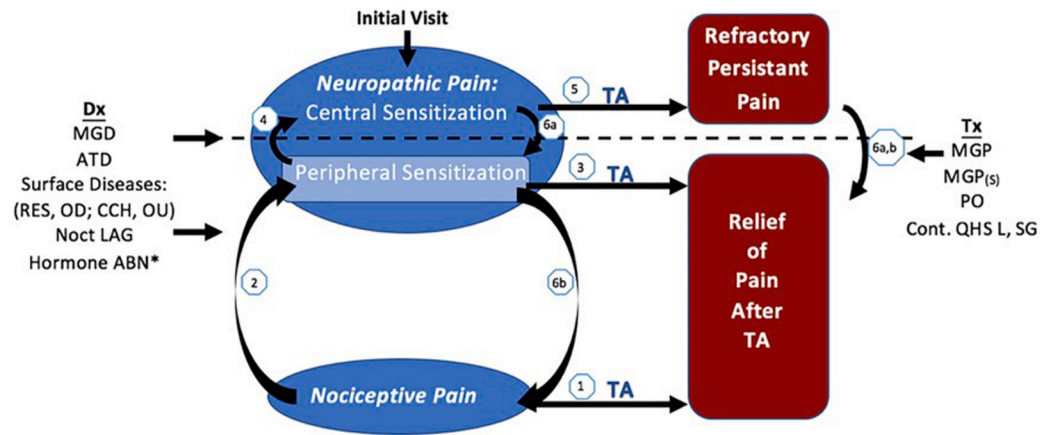 Initial Visit
Neuropathic Pain:
Central Sensitization
Peripheral Sensitization
Nociceptive Pain
Dx
MGD
ATD
Surface Diseases:
(RES, OD; CCH, OU)
Noct LAG
Hormone ABN*
4
6a
2
6b
5 TA
3 TA
1 TA
Refractory
Persistant
Pain
Relief
of
Pain
After
TA
6a,b
Tx
MGP
MGP(S)
PO
Cont. QHS L, SG